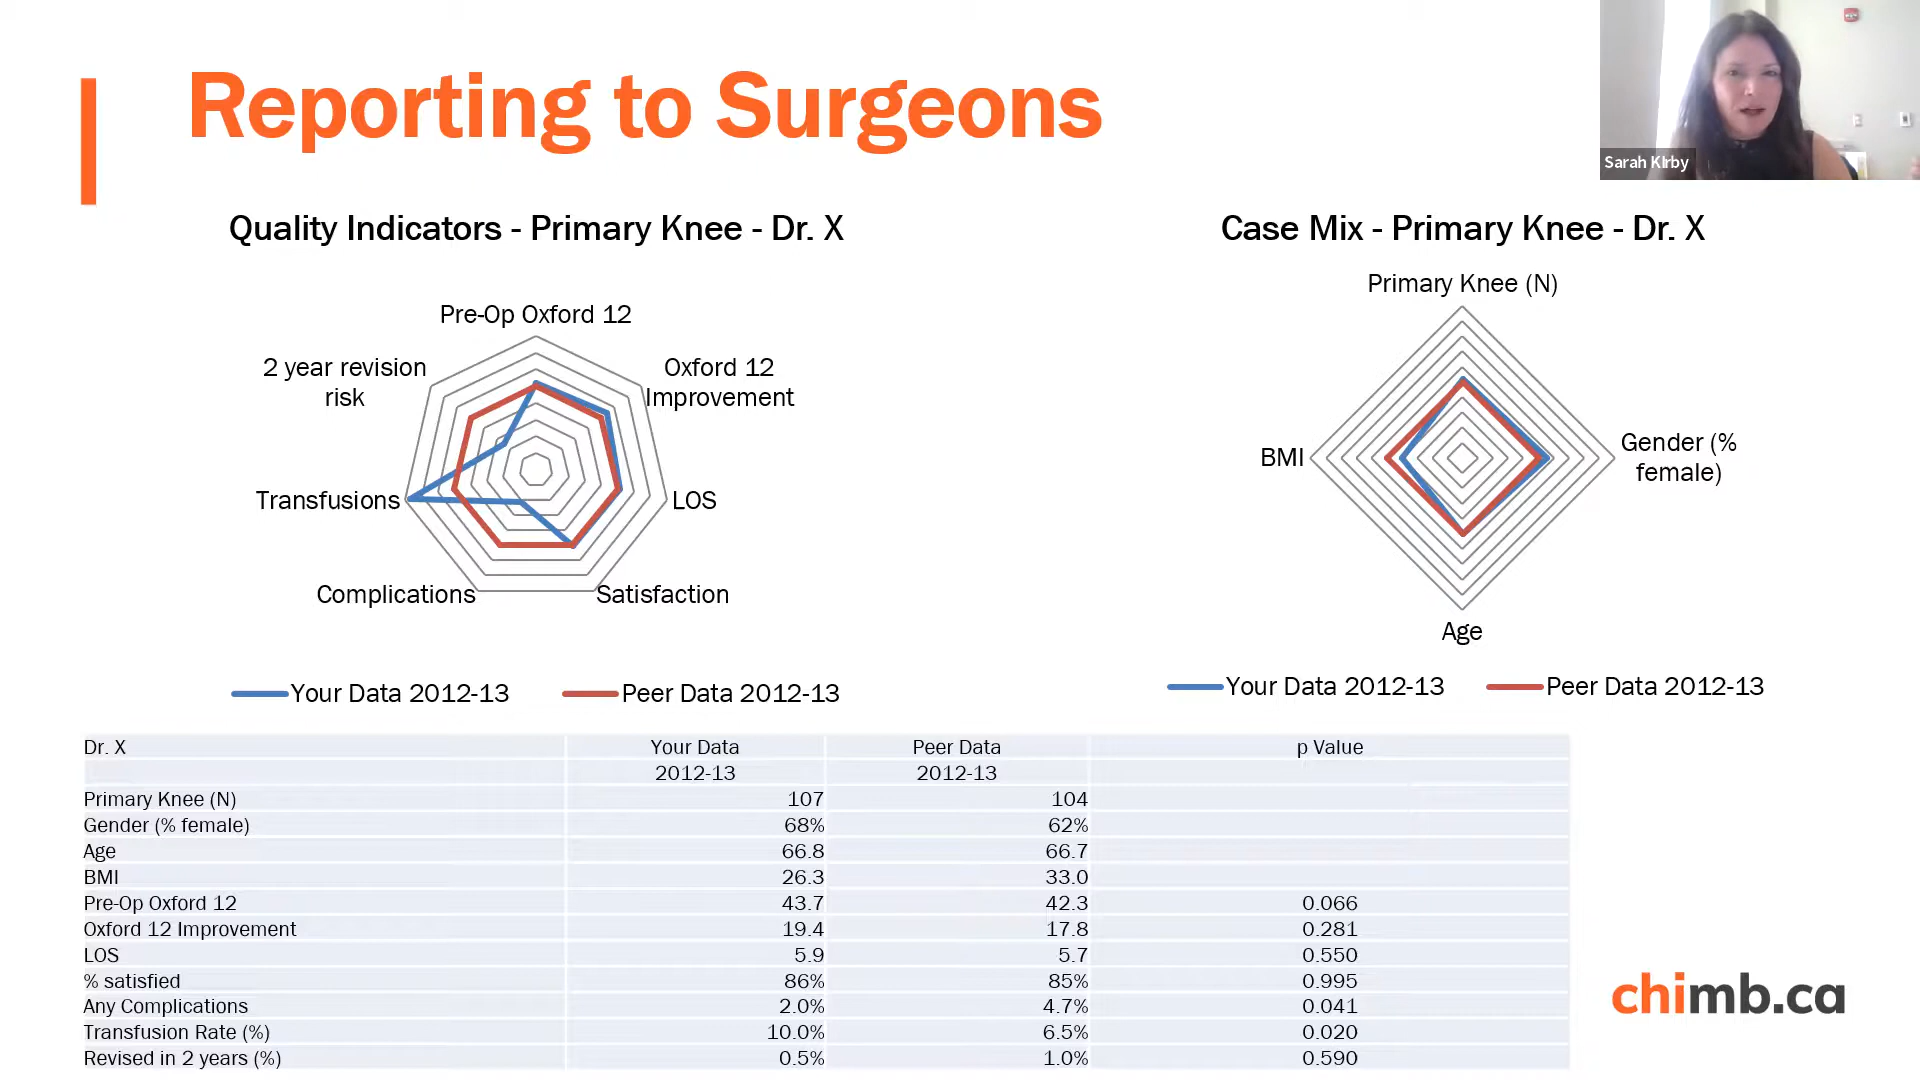 Reporting to Surgeons
Sarah KIrby
Quality Indicators - Primary Knee - Dr. X
Pre-Op Oxford 12
2 year revision
risk
Oxford 12
Improvement
Transfusions
LOS
Complications
Satisfaction
Your Data 2012-13
Peer Data 2012-13
Case Mix - Primary Knee - Dr. X
Primary Knee (N)
BMI
Gender (%
female)
Age
Your Data 2012-13
Peer Data 2012-13
Dr. X Your Data Peer Data p Value
2012-13 2012-13
Primary Knee (N) 107 104
Gender (% female) 68% 62%
Age 66.8 66.7
BMI 26.3 33.0
Pre-Op Oxford 12 43.7 42.3 0.066
Oxford 12 Improvement 19.4 17.8 0.281
LOS 5.9 5.7 0.550
% satisfied 86% 85% 0.995
Any Complications 2.0% 4.7% 0.041
Transfusion Rate (%) 10.0% 6.5% 0.020
Revised in 2 years (%) 0.5% 1.0% 0.590
chimb.ca